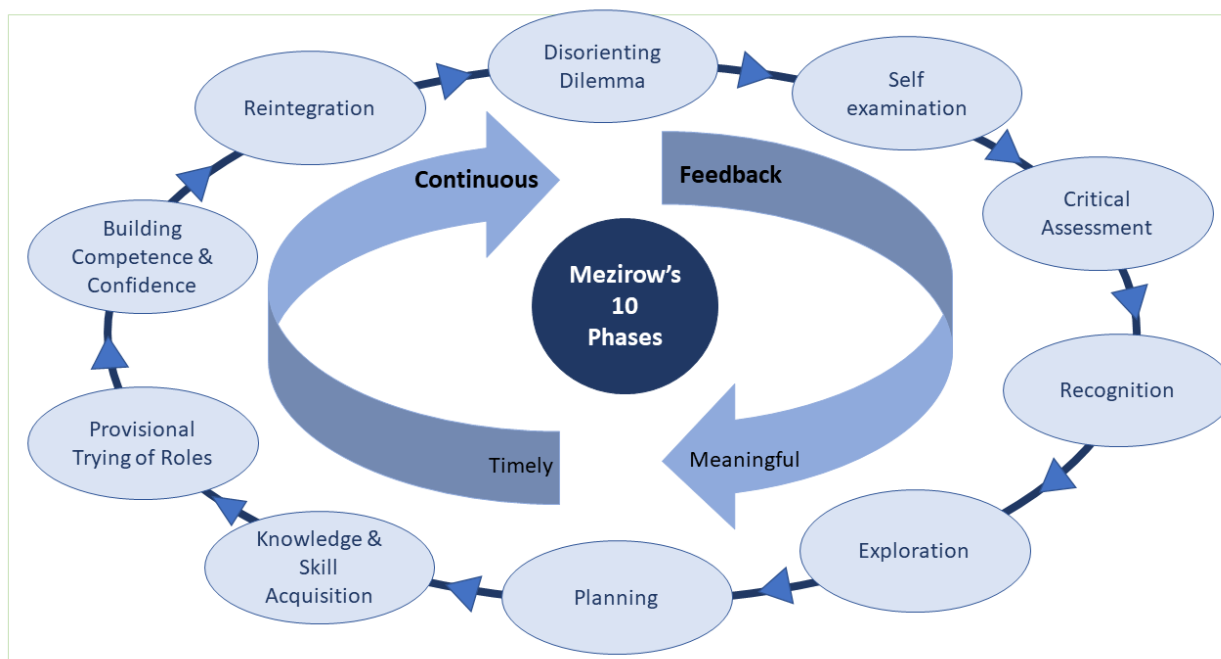 Disorienting
Dilemma
Self
examination
Critical
Assessment
Recognition
Exploration
Planning
Knowledge &
Skill
Acquisition
Provisional
Trying of Roles
Building
Competence &
Confidence
Reintegration
Continuous
Feedback
Meaningful
Timely
Mezirow’s
10
Phases